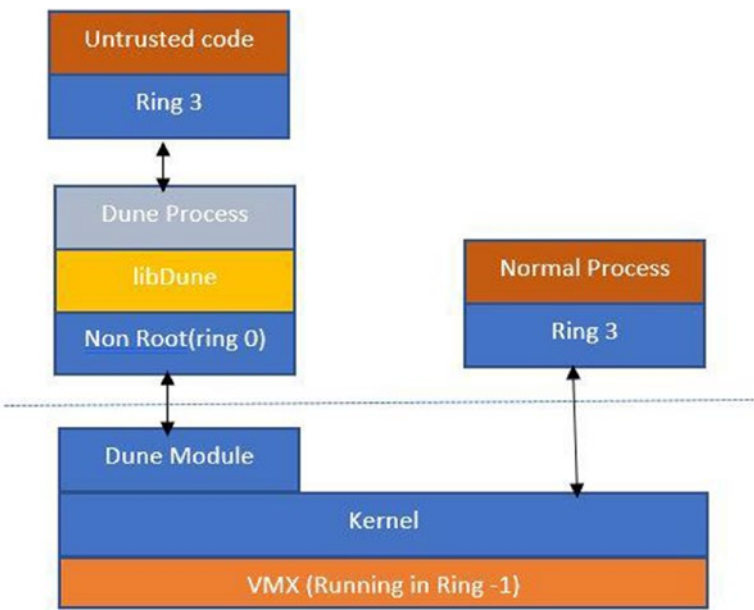 Untrusted code
Ring 3
Dune Process
libDune
Non Root(ring 0)
Normal Process
Ring 3
Dune Module
Kernel
VMX (Running in Ring -1)